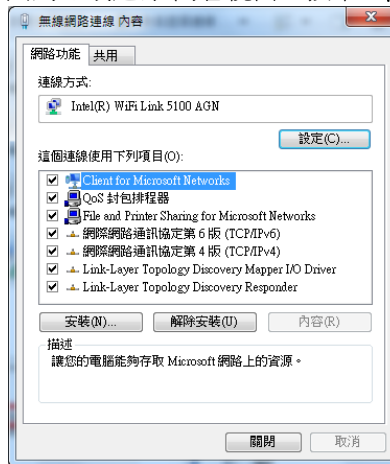 無線網路連線 內容
網路功能 共用
連線方式:
Intel(R) WiFi Link 5100 AGN
設定(C)...
這個連線使用下列項目(O):
Client for Microsoft Networks
QoS 封包排程器
File and Printer Sharing for Microsoft Networks
網際網路通訊協定第 6 版 (TCP/IPv6)
網際網路通訊協定第 4 版 (TCP/IPv4)
Link-Layer Topology Discovery Mapper I/O Driver
Link-Layer Topology Discovery Responder
安裝(N)... 解除安裝(U) 內容(R)
描述
讓您的電腦能夠存取 Microsoft 網路上的資源。
關閉 取消